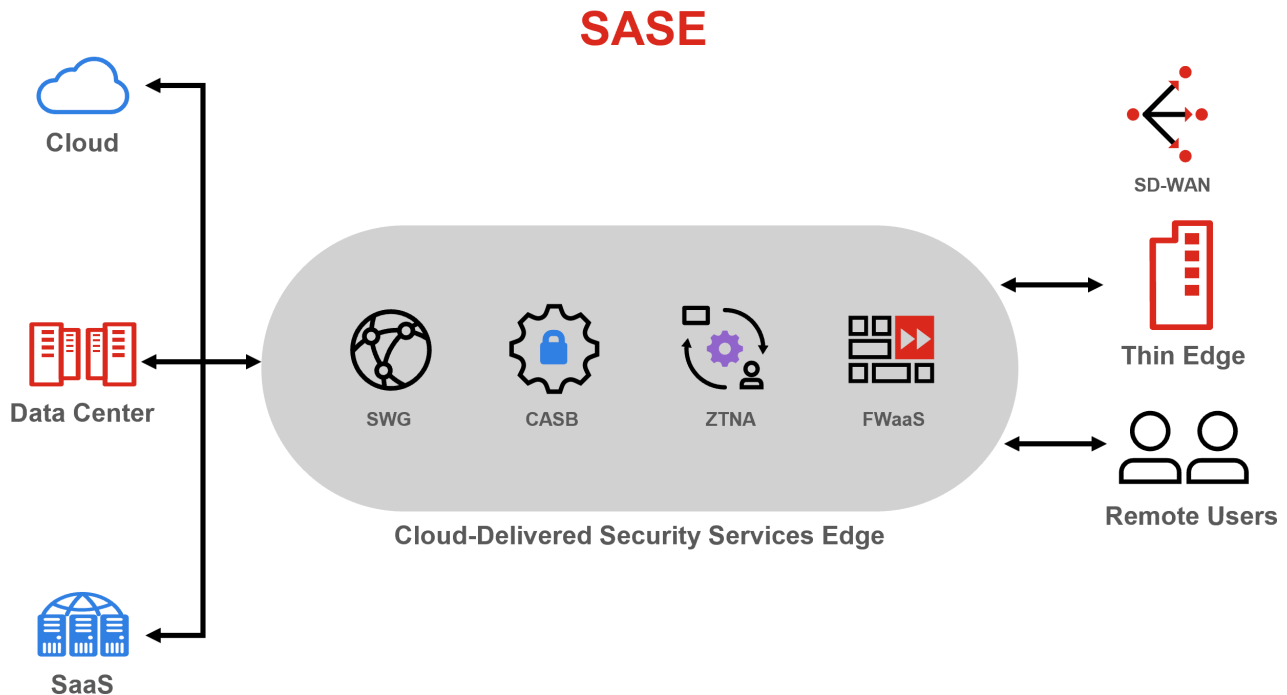 SASE
Cloud
SD-WAN
Thin Edge
Data Center
SWG
CASB
ZTNA
FWaaS
Remote Users
Cloud-Delivered Security Services Edge
SaaS